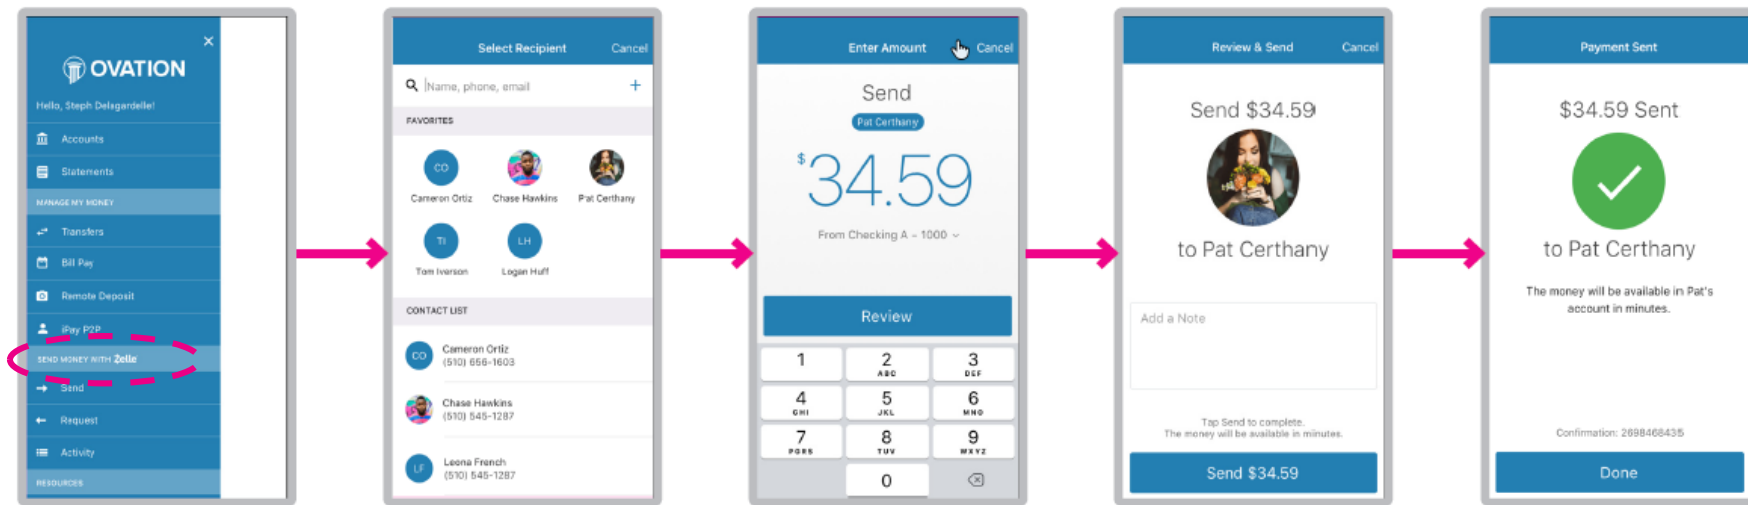 OVATION
Hello, Steph Delagardelle!
Accounts
Statements
MANAGE MY MONEY
Transfers
Bill Pay
Remote Deposit
iPay P2P
SEND MONEY WITH Zelle
Send
Request
Activity
RESOURCES
Select Recipient Cancel
Name, phone, email +
FAVORITES
CO
Cameron Ortiz Chase Hawkins Pat Certhany
TI LH
Tom Iverson Logan Huff
CONTACT LIST
CO Cameron Ortiz
(510) 656-1603
Chase Hawkins
(510) 545-1287
LF Leona French
(510) 545-1287
Enter Amount Cancel
Send
Pat Certhany
$34.59
From Checking A - 1000
Review
1 2 3
ABC DEF
4 5 6
GHI JKL MNO
7 8 9
PQRS TUV WXYZ
0
Review & Send Cancel
Send $34.59
to Pat Certhany
Add a Note
Tap Send to complete.
The money will be available in minutes.
Send $34.59
Payment Sent
$34.59 Sent
to Pat Certhany
The money will be available in Pat's
account in minutes.
Confirmation: 2698468435
Done